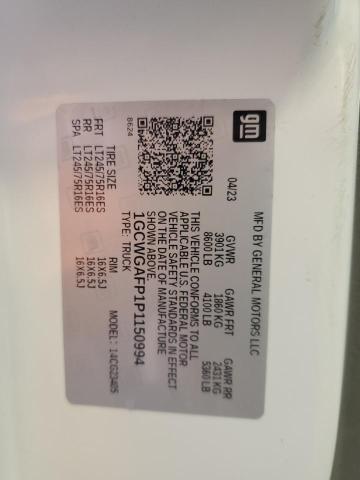 gm
MFD BY GENERAL MOTORS LLC
04/23
GVWR GAWR FRT GAWR RR
3901 KG 1860 KG 2431 KG
8600 LB 4100 LB 5360 LB
THIS VEHICLE CONFORMS TO ALL
APPLICABLE U.S. FEDERAL MOTOR
VEHICLE SAFETY STANDARDS IN EFFECT
ON THE DATE OF MANUFACTURE
SHOWN ABOVE
1GCWGAFP1P1150994
TYPE: TRUCK
8624
MODEL: 14CG23405
TIRE SIZE RIM
FRT LT245/75R16ES 16X6.5J
RR LT245/75R16ES 16X6.5J
SPA LT245/75R16ES 16X6.5J